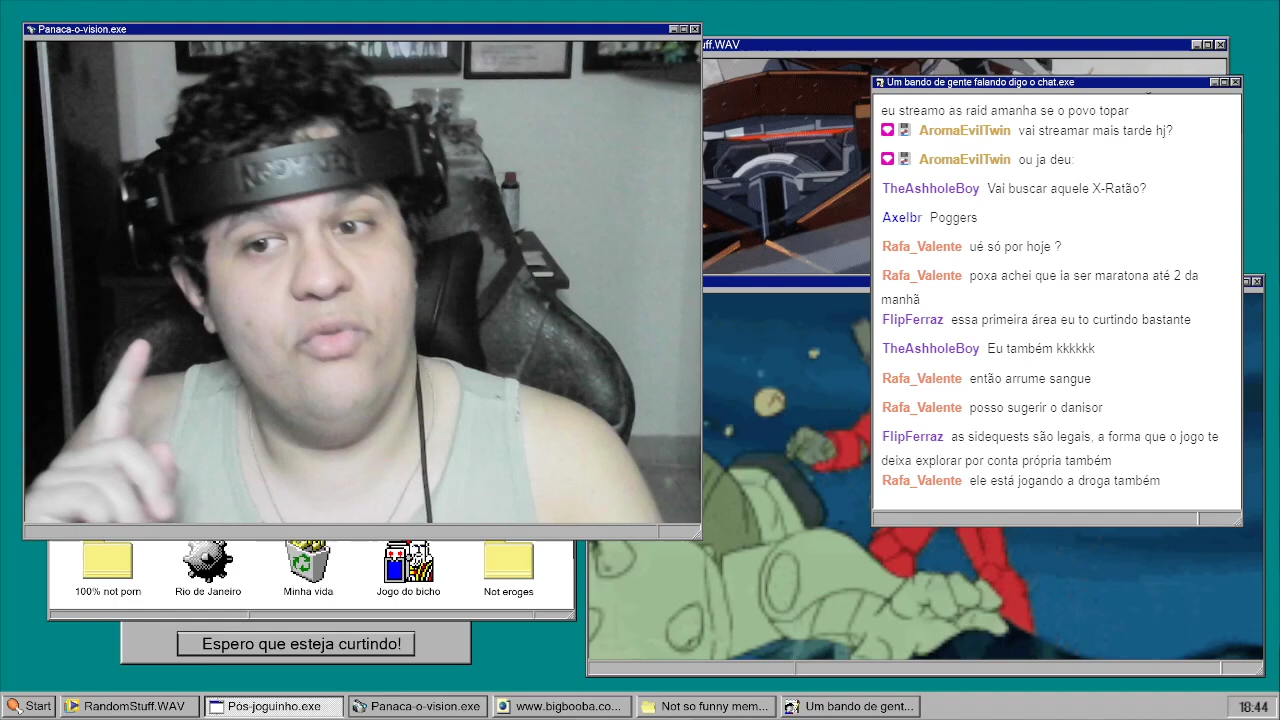 Panaca-o-vision.exe
uff.WAV
Um bando de gente falando digo o chat.exe
eu streamo as raid amanha se o povo topar
AromaEvilTwin vai streamar mais tarde hj?
AromaEvilTwin ou ja deu:
TheAshholeBoy Vai buscar aquele X-Ratão?
Axelbr Poggers
Rafa_Valente ué só por hoje ?
Rafa_Valente poxa achei que ia ser maratona até 2 da
manhã
FlipFerraz essa primeira área eu to curtindo bastante
TheAshholeBoy Eu também kkkkkk
Rafa_Valente então arrume sangue
Rafa_Valente posso sugerir o danisor
FlipFerraz as sidequests são legais, a forma que o jogo te
deixa explorar por conta própria também
Rafa_Valente ele está jogando a droga também
100% not porn
Rio de Janeiro
Minha vida
Jogo do bicho
Not eroges
Espero que esteja curtindo!
Start
randomStuff.WAV
Pós-joguinho.exe
Panaca-o-vision.exe
www.bigbooba.co...
Not so funny mem...
Um bando de gent...
18:44